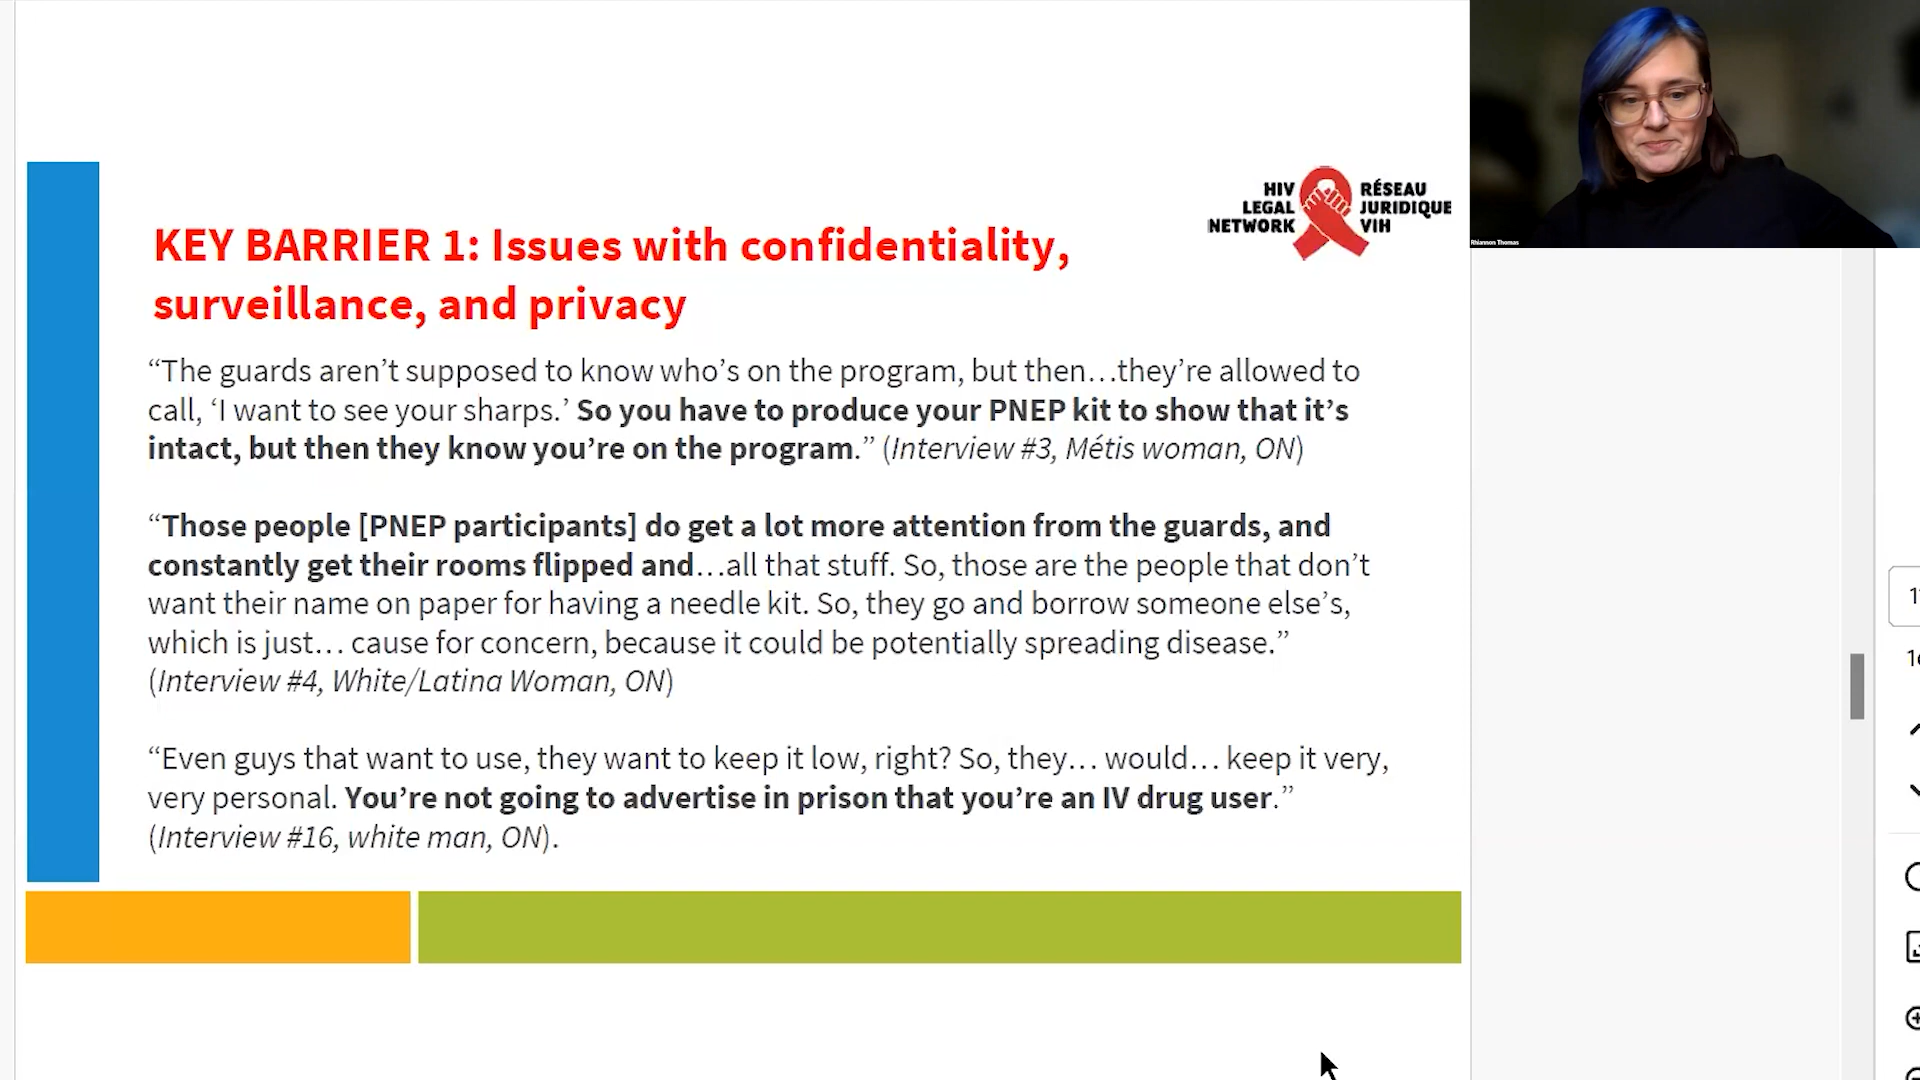 HIV
LEGAL
NETWORK
RÉSEAU
JURIDIQUE
VIH
Rhiannon Thomas
KEY BARRIER 1: Issues with confidentiality,
surveillance, and privacy
“The guards aren’t supposed to know who’s on the program, but then…they’re allowed to
call, ‘I want to see your sharps.’ So you have to produce your PNEP kit to show that it’s
intact, but then they know you’re on the program.” (Interview #3, Métis woman, ON)
“Those people [PNEP participants] do get a lot more attention from the guards, and
constantly get their rooms flipped and…all that stuff. So, those are the people that don’t
want their name on paper for having a needle kit. So, they go and borrow someone else’s,
which is just… cause for concern, because it could be potentially spreading disease.”
(Interview #4, White/Latina Woman, ON)
“Even guys that want to use, they want to keep it low, right? So, they… would… keep it very,
very personal. You’re not going to advertise in prison that you’re an IV drug user.”
(Interview #16, white man, ON).